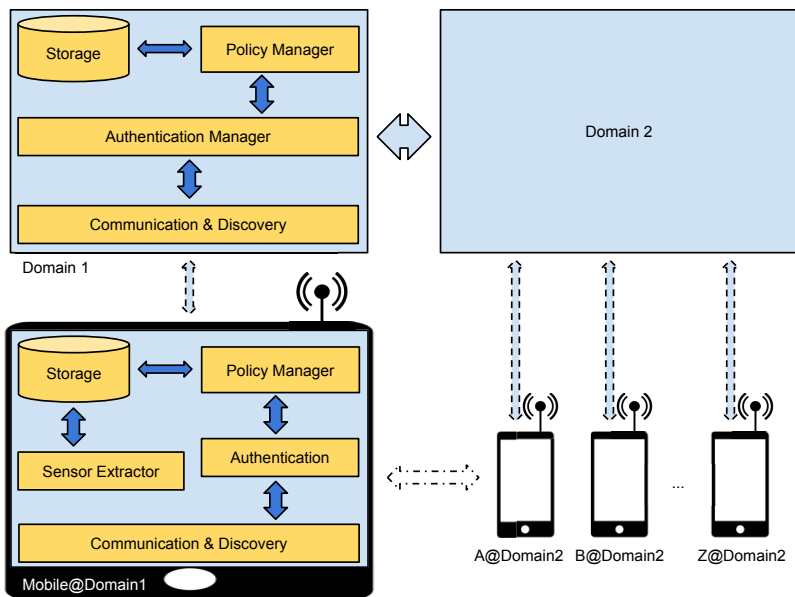 Storage
Policy Manager
Authentication Manager
Communication & Discovery
Domain 1
Domain 2
Storage
Policy Manager
Sensor Extractor
Authentication
Communication & Discovery
Mobile@Domain1
...
A@Domain2
B@Domain2
Z@Domain2